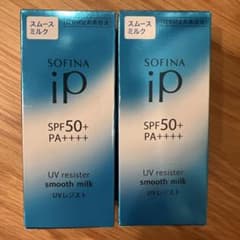 スムース
ミルク
SOFINA
iP
SPF50+
PA++++
UV resister
smooth milk
UVレジスト
スムース
ミルク
SOFINA
iP
SPF50+
PA++++
UV resister
smooth milk
UVレジスト